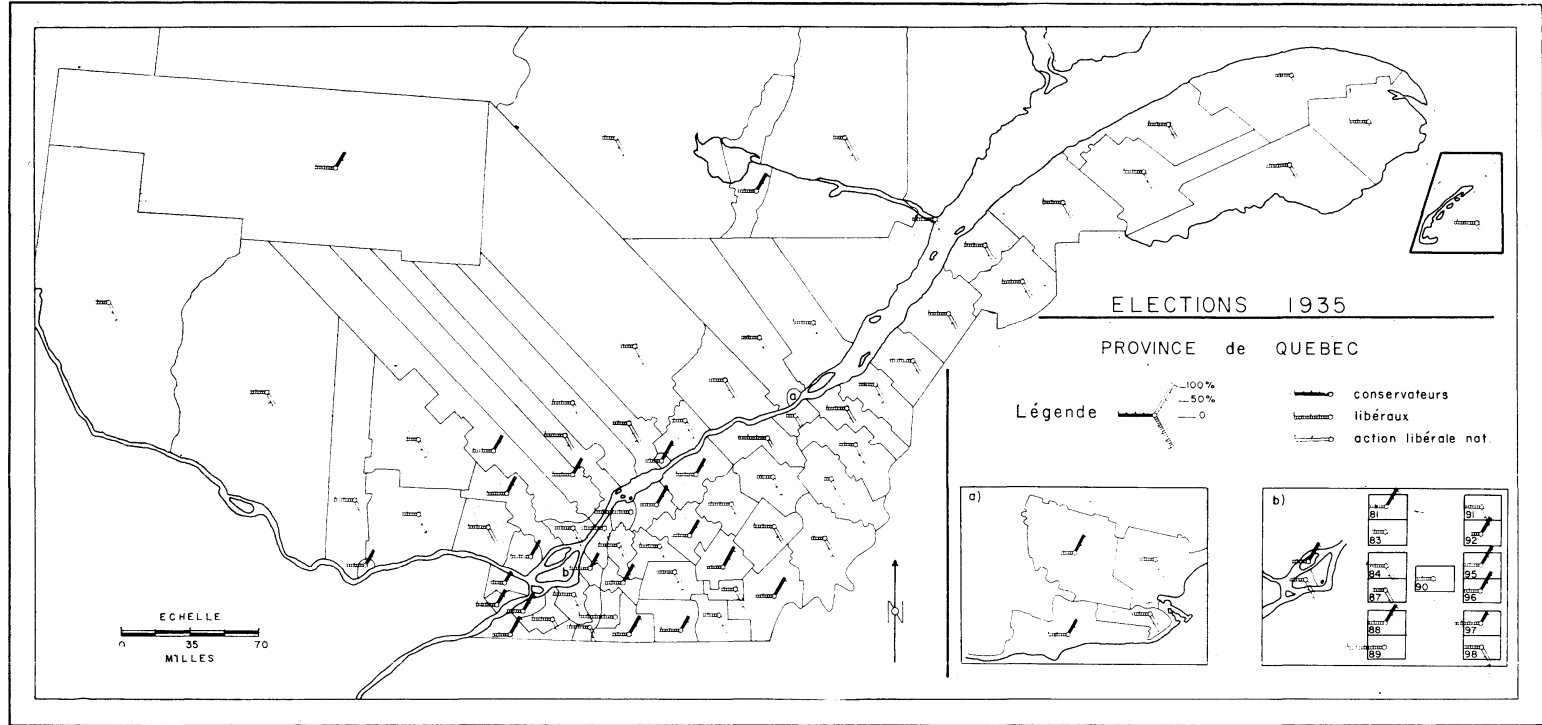 ELECTIONS 1935
PROVINCE de QUEBEC
Légende
100%
50%
0
conservateurs
libéraux
action libérale nat.
a
b
ECHELLE
0 35 70
MILLES
N
a)
b)
81
83
84
87
88
89
90
91
92
95
96
97
98